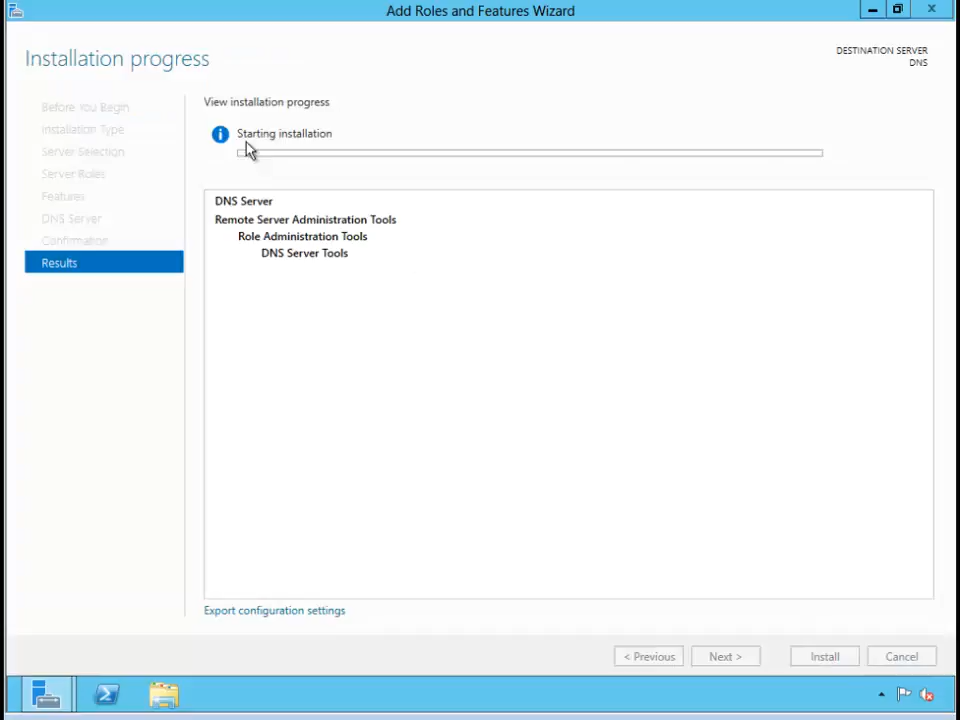 Add Roles and Features Wizard
Installation progress
DESTINATION SERVER
DNS
Before You Begin
Installation Type
Server Selection
Server Roles
Features
DNS Server
Confirmation
Results
View installation progress
Starting installation
DNS Server
Remote Server Administration Tools
Role Administration Tools
DNS Server Tools
Export configuration settings
< Previous
Next >
Install
Cancel